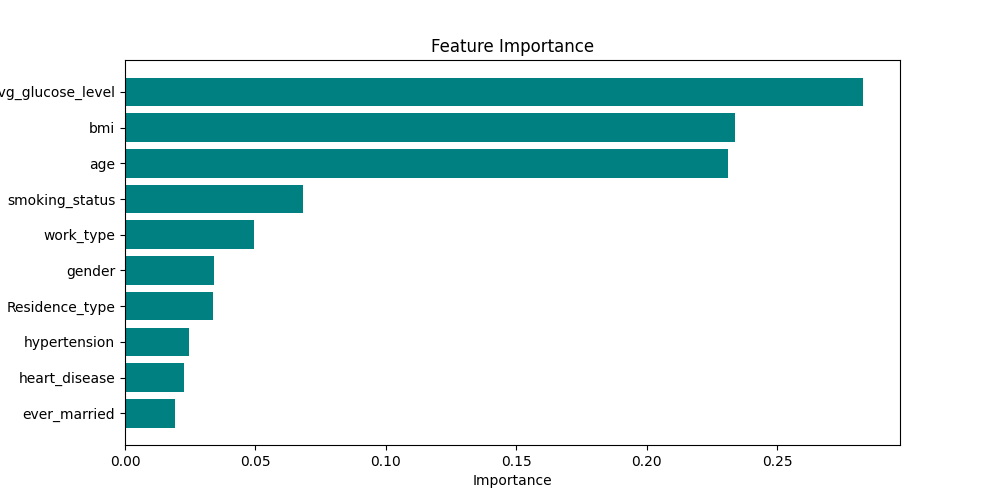 Feature Importance
vg_glucose_level
bmi
age
smoking_status
work_type
gender
Residence_type
hypertension
heart_disease
ever_married
0.00 0.05 0.10 0.15 0.20 0.25
Importance